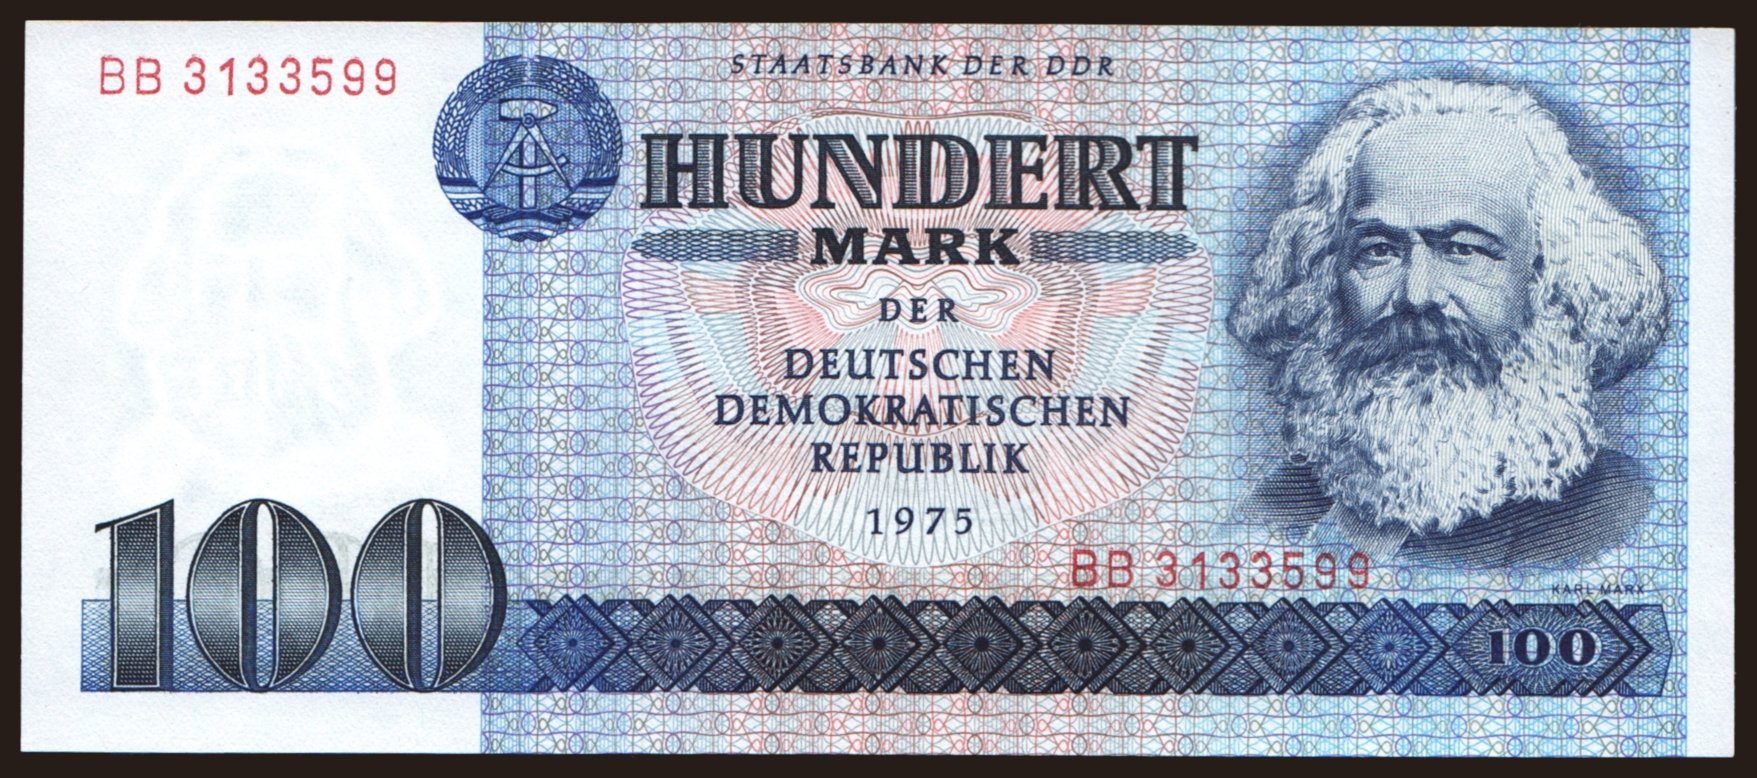 BB 3133599
STAATSBANK DER DDR
HUNDERT
MARK
DER
DEUTSCHEN
DEMOKRATISCHEN
REPUBLIK
1975
BB 3133599
KARL MARX
100
100